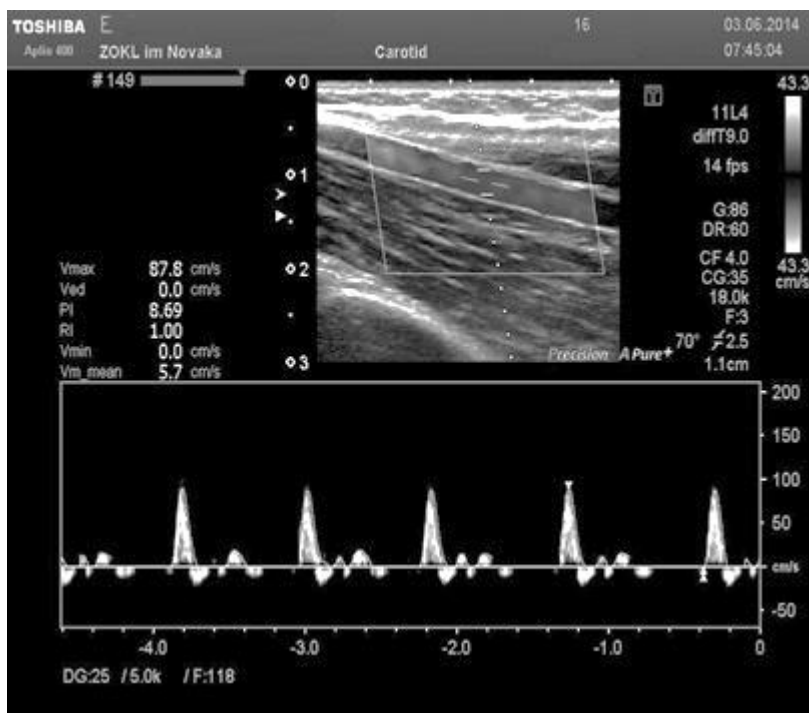 TOSHIBA E 16 03.06.2014
Aplio 400 ZOKL im Novaka Carotid 07:45:04
#149
0
1
2
3
43.3
11L4
diffT9.0
14 fps
G:86
DR:60
CF 4.0
CG:35
18.0k
F:3
70° 2.5
1.1cm
43.3
cm/s
Precision A Pure+
Vmax 87.8 cm/s
Ved 0.0 cm/s
PI 8.69
RI 1.00
Vmin 0.0 cm/s
Vm_mean 5.7 cm/s
200
150
100
50
cm/s
-50
-4.0 -3.0 -2.0 -1.0 0
DG:25 /5.0k /F:118